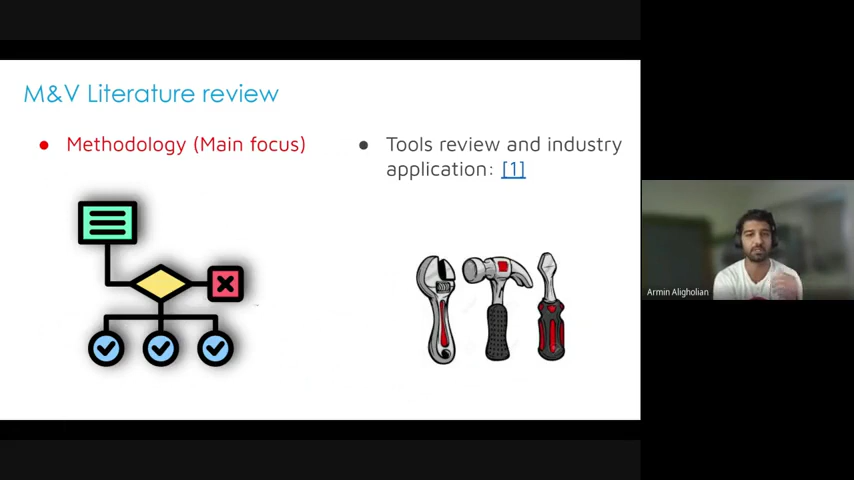 M&V Literature review
● Methodology (Main focus)
● Tools review and industry
application: [1]
Armin Aligholian